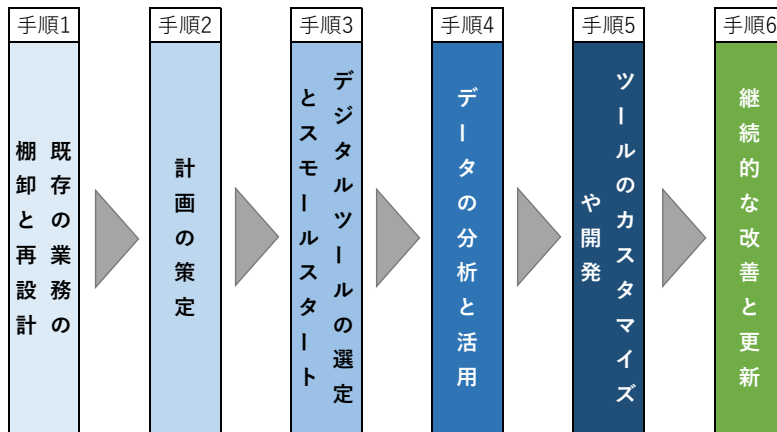 手順1
既存の業務の
棚卸と再設計
手順2
計画の策定
手順3
デジタルツールの選定
とスモールスタート
手順4
データの分析と活用
手順5
ツールのカスタマイズ
や開発
手順6
継続的な改善と更新